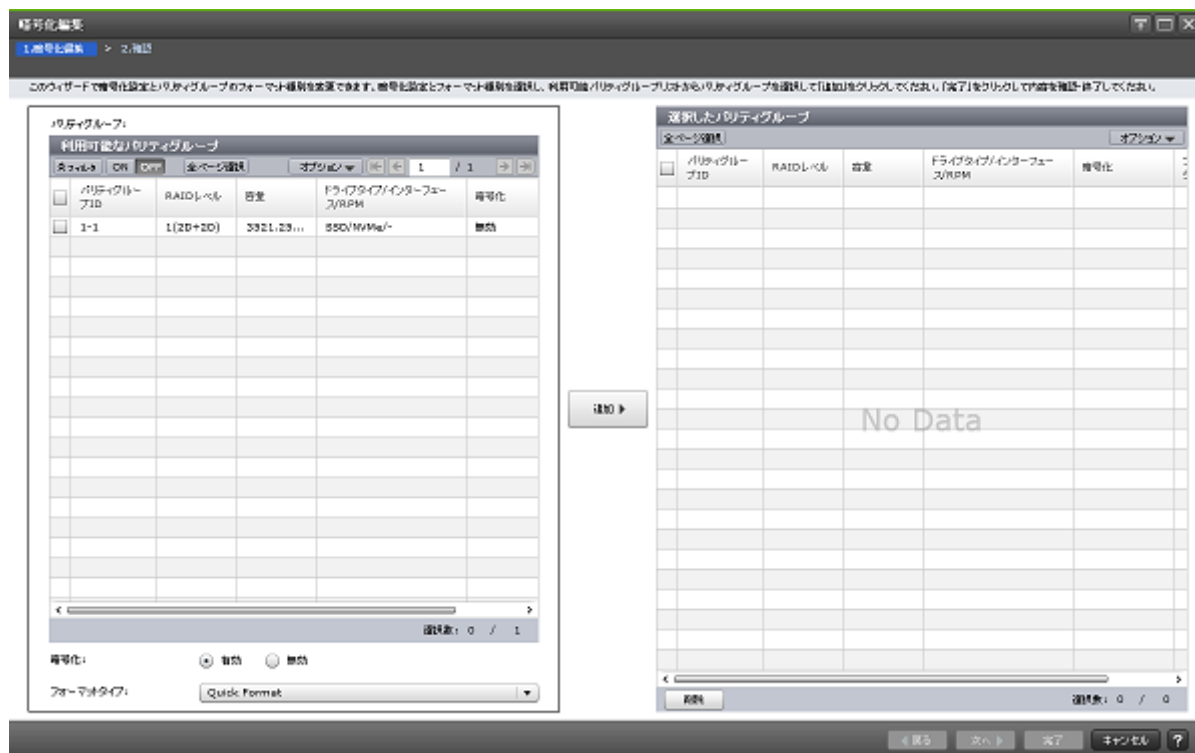 暗号化編集
1.暗号化編集 > 2.確認
このウィザードで暗号化設定とパリティグループのフォーマット種別を変更できます。暗号化設定とフォーマット種別を選択し、利用可能パリティグループリストからパリティグループを選択して「追加」をクリックしてください。「完了」をクリックして内容を確認・終了してください。
パリティグループ:
利用可能なパリティグループ
フィルタ ON OFF 全ページ選択 オプション 1 / 1
パリティグループID RAIDレベル 容量 ドライブタイプ/インターフェース/RPM 暗号化
1-1 1(2D+2D) 3321.23... SSD/NVMe/- 無効
選択数: 0 / 1
暗号化: 有効 無効
フォーマットタイプ: Quick Format
追加
選択したパリティグループ
全ページ選択 オプション
パリティグループID RAIDレベル 容量 ドライブタイプ/インターフェース/RPM 暗号化
No Data
削除 選択数: 0 / 0
戻る 次へ 完了 キャンセル ?